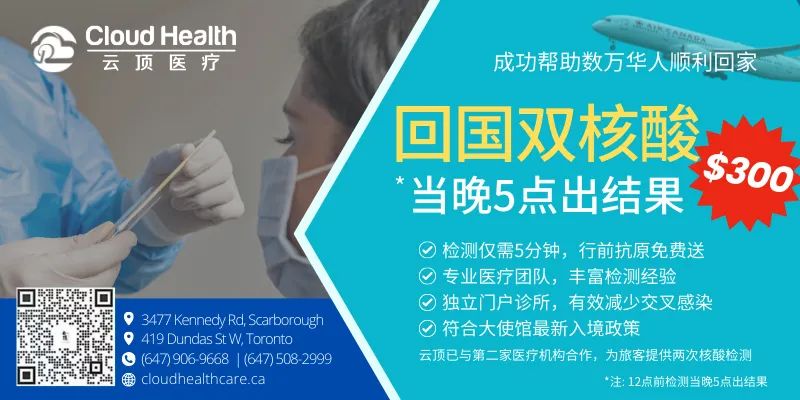 Cloud Health
云顶医疗
AIR CANADA
成功帮助数万华人顺利回家
回国双核酸
$300
*当晚5点出结果
检测仅需5分钟，行前抗原免费送
专业医疗团队，丰富检测经验
独立门户诊所，有效减少交叉感染
符合大使馆最新入境政策
云顶已与第二家医疗机构合作，为旅客提供两次核酸检测
*注: 12点前检测当晚5点出结果
3477 Kennedy Rd, Scarborough
419 Dundas St W, Toronto
(647) 906-9668 | (647) 508-2999
cloudhealthcare.ca